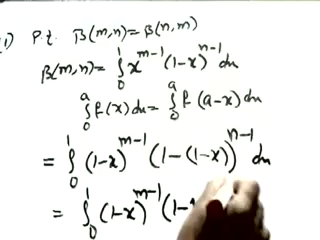 (1) P.t. β(m,n) = β(n,m)
β(m,n) = ∫₀¹ x^(m-1) (1-x)^(n-1) dx
∫₀ᵃ f(x)dx = ∫₀ᵃ f(a-x)dx
= ∫₀¹ (1-x)^(m-1) (1-(1-x))^(n-1) dx
= ∫₀¹ (1-x)^(m-1) (1-